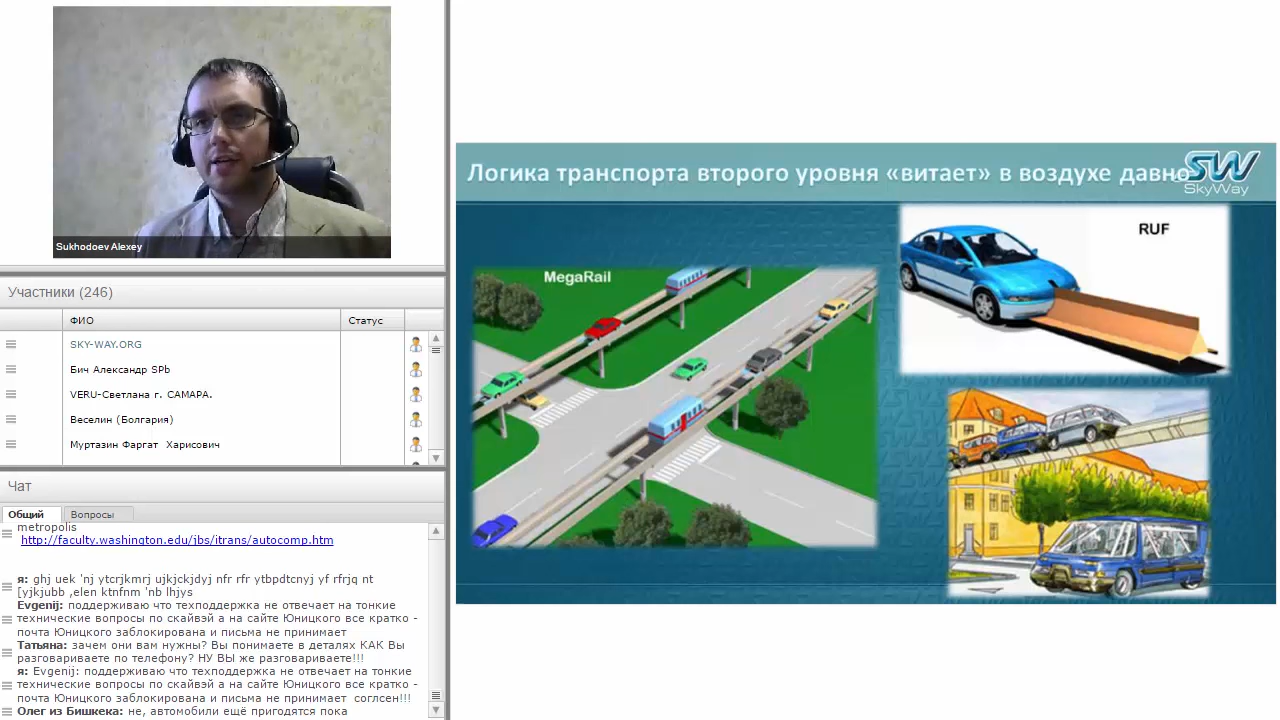 Sukhodoev Alexey
Участники (246)
ФИО
Статус
SKY-WAY.ORG
Бич Александр SPb
VERU-Светлана г. САМАРА.
Веселин (Болгария)
Муртазин Фаргат Харисович
Чат
Общий
Вопросы
metropolis
http://faculty.washington.edu/jbs/itrans/autocomp.htm
я: ghj uek 'nj ytcrjkmrj ujkjckjdyj nfr rfr ytbpdtcnyj yf rfrjq nt
[yjkjubb ,elen ktnfnm 'nb lhjys
Evgenij: поддерживаю что техподдержка не отвечает на тонкие
технические вопросы по скайвэй а на сайте Юницкого все кратко -
почта Юницкого заблокирована и письма не принимает
Татьяна: зачем они вам нужны? Вы понимаете в деталях КАК Вы
разговариваете по телефону? НУ ВЫ же разговариваете!!!
я: Evgenij: поддерживаю что техподдержка не отвечает на тонкие
технические вопросы по скайвэй а на сайте Юницкого все кратко -
почта Юницкого заблокирована и письма не принимает согсен!!!
Олег из Бишкека: не, автомобили ещё пригодятся пока
Логика транспорта второго уровня «витает» в воздухе давно
SW
SkyWay
MegaRail
RUF